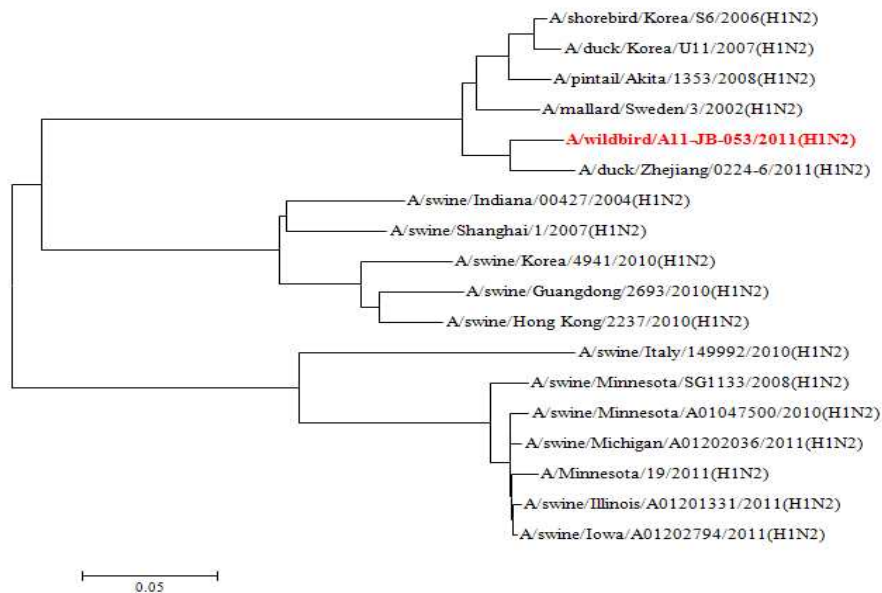 A/shorebird/Korea/S6/2006(H1N2)
A/duck/Korea/U11/2007(H1N2)
A/pintail/Akita/1353/2008(H1N2)
A/mallard/Sweden/3/2002(H1N2)
A/wildbird/A11-JB-053/2011(H1N2)
A/duck/Zhejiang/0224-6/2011(H1N2)
A/swine/Indiana/00427/2004(H1N2)
A/swine/Shanghai/1/2007(H1N2)
A/swine/Korea/4941/2010(H1N2)
A/swine/Guangdong/2693/2010(H1N2)
A/swine/Hong Kong/2237/2010(H1N2)
A/swine/Italy/149992/2010(H1N2)
A/swine/Minnesota/SG1133/2008(H1N2)
A/swine/Minnesota/A01047500/2010(H1N2)
A/swine/Michigan/A01202036/2011(H1N2)
A/Minnesota/19/2011(H1N2)
A/swine/Illinois/A01201331/2011(H1N2)
A/swine/Iowa/A01202794/2011(H1N2)
0.05